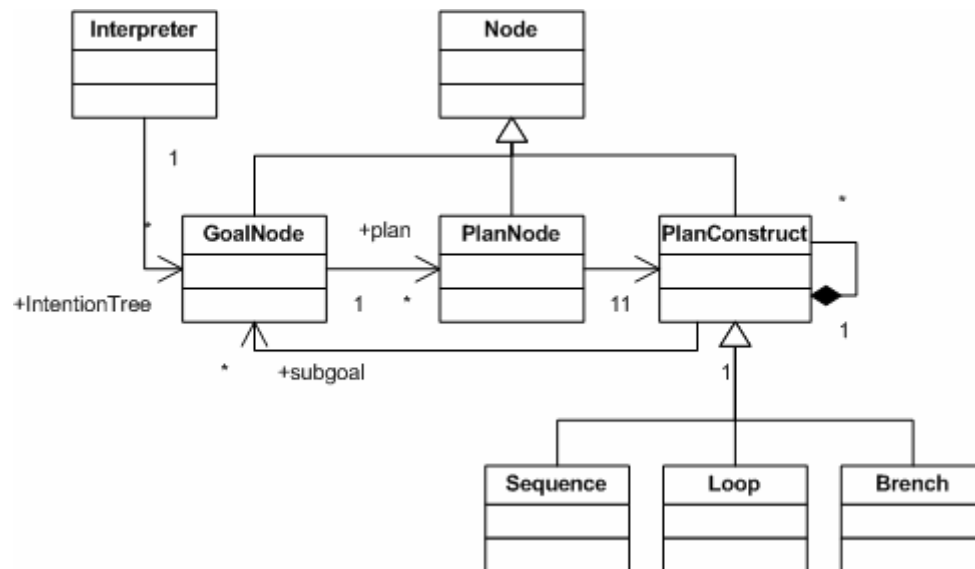 Interpreter
Node
1
*
GoalNode
+plan
PlanNode
PlanConstruct
*
+IntentionTree
1
*
11
1
*
+subgoal
1
Sequence
Loop
Brench